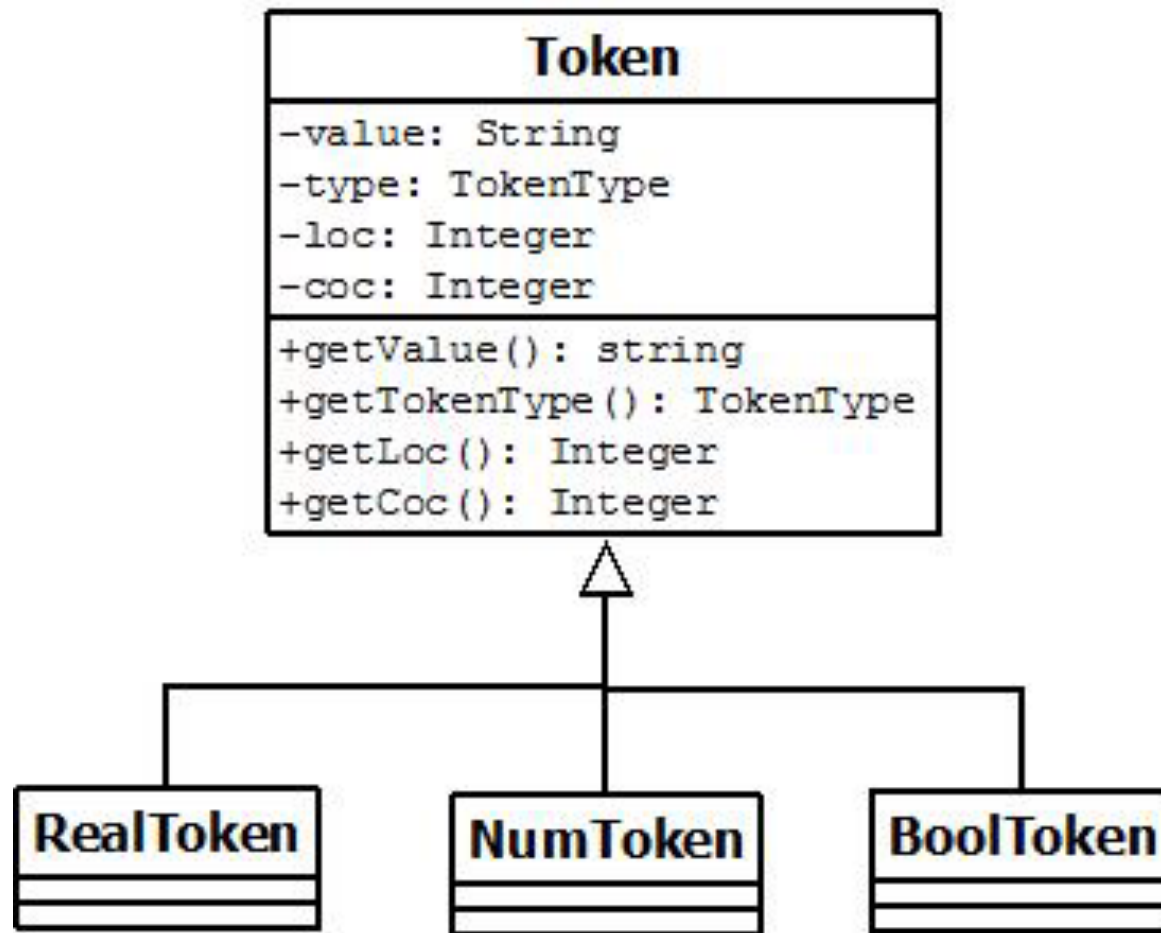 Token
-value: String
-type: TokenType
-loc: Integer
-coc: Integer
+getValue(): string
+getTokenType(): TokenType
+getLoc(): Integer
+getCoc(): Integer
RealToken
NumToken
BoolToken